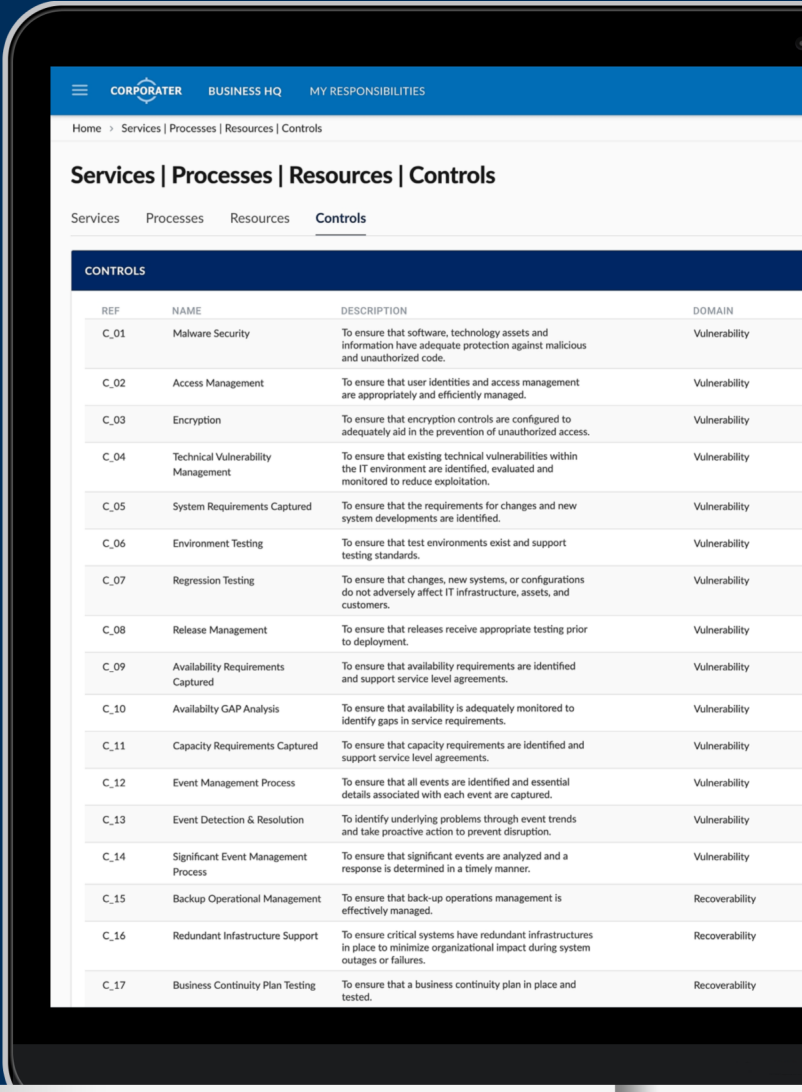 CORPORATER BUSINESS HQ MY RESPONSIBILITIES
Home > Services | Processes | Resources | Controls
Services | Processes | Resources | Controls
Services Processes Resources Controls
CONTROLS
REF NAME DESCRIPTION DOMAIN
C_01 Malware Security To ensure that software, technology assets and Vulnerability
information have adequate protection against malicious
and unauthorized code.
C_02 Access Management To ensure that user identities and access management Vulnerability
are appropriately and efficiently managed.
C_03 Encryption To ensure that encryption controls are configured to Vulnerability
adequately aid in the prevention of unauthorized access.
C_04 Technical Vulnerability To ensure that existing technical vulnerabilities within Vulnerability
Management the IT environment are identified, evaluated and
monitored to reduce exploitation.
C_05 System Requirements Captured To ensure that the requirements for changes and new Vulnerability
system developments are identified.
C_06 Environment Testing To ensure that test environments exist and support Vulnerability
testing standards.
C_07 Regression Testing To ensure that changes, new systems, or configurations Vulnerability
do not adversely affect IT infrastructure, assets, and
customers.
C_08 Release Management To ensure that releases receive appropriate testing prior Vulnerability
to deployment.
C_09 Availability Requirements To ensure that availability requirements are identified Vulnerability
Captured and support service level agreements.
C_10 Availabilty GAP Analysis To ensure that availability is adequately monitored to Vulnerability
identify gaps in service requirements.
C_11 Capacity Requirements Captured To ensure that capacity requirements are identified and Vulnerability
support service level agreements.
C_12 Event Management Process To ensure that all events are identified and essential Vulnerability
details associated with each event are captured.
C_13 Event Detection & Resolution To identify underlying problems through event trends Vulnerability
and take proactive action to prevent disruption.
C_14 Significant Event Management To ensure that significant events are analyzed and a Vulnerability
Process response is determined in a timely manner.
C_15 Backup Operational Management To ensure that back-up operations management is Recoverability
effectively managed.
C_16 Redundant Infastructure Support To ensure critical systems have redundant infrastructures Recoverability
in place to minimize organizational impact during system
outages or failures.
C_17 Business Continuity Plan Testing To ensure that a business continuity plan in place and Recoverability
tested.